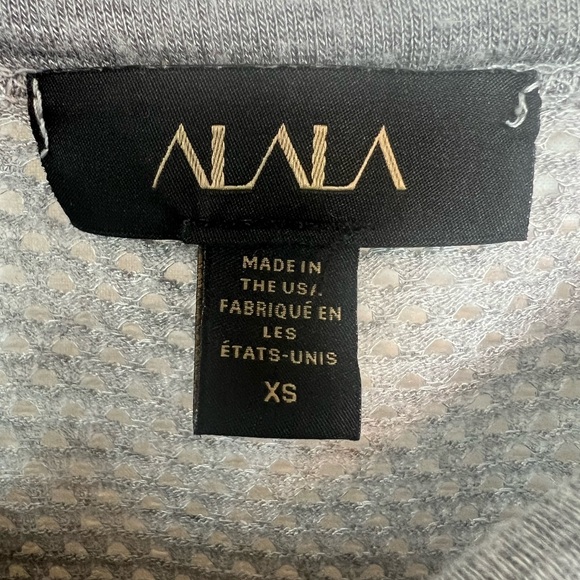 ALALA
MADE IN
THE USA.
FABRIQUÉ EN
LES
ÉTATS-UNIS
XS